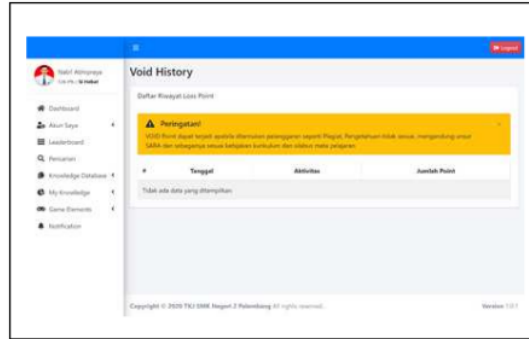 Logout
Nabil Atthiyaya
Void History
Daftar Riwayat Loss Point
Dashboard
Akun Saya
Leaderboard
Pencarian
Knowledge Database
My Knowledge
Game Elements
Notification
Peringatan!
VOID Point dapat terjadi apabila ditemukan pelanggaran seperti Plagiat, Pengetahuan tidak sesuai, mengandung unsur
SARA dan sebagainya sesuai kebijakan kurikulum dan silabus mata pelajaran
# Tanggal Aktivitas Jumlah Point
Tidak ada data yang ditampilkan
Copyright © 2020 TKJ SMK Negeri 2 Palembang All rights reserved.
Version 1.0.1